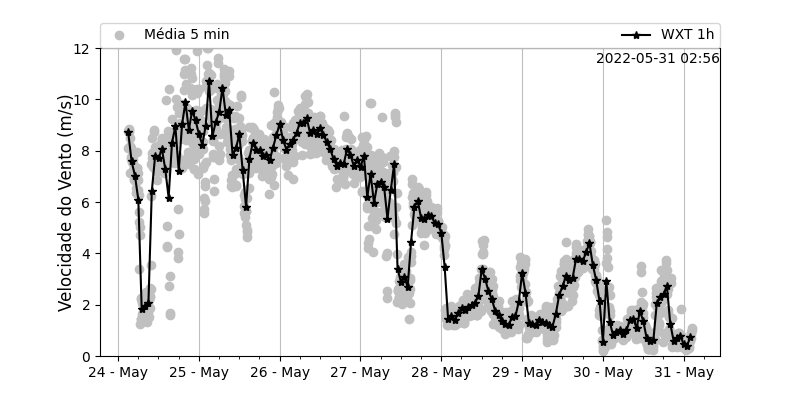 Média 5 min
WXT 1h
2022-05-31 02:56
Velocidade do Vento (m/s)
12
10
8
6
4
2
0
24 - May
25 - May
26 - May
27 - May
28 - May
29 - May
30 - May
31 - May